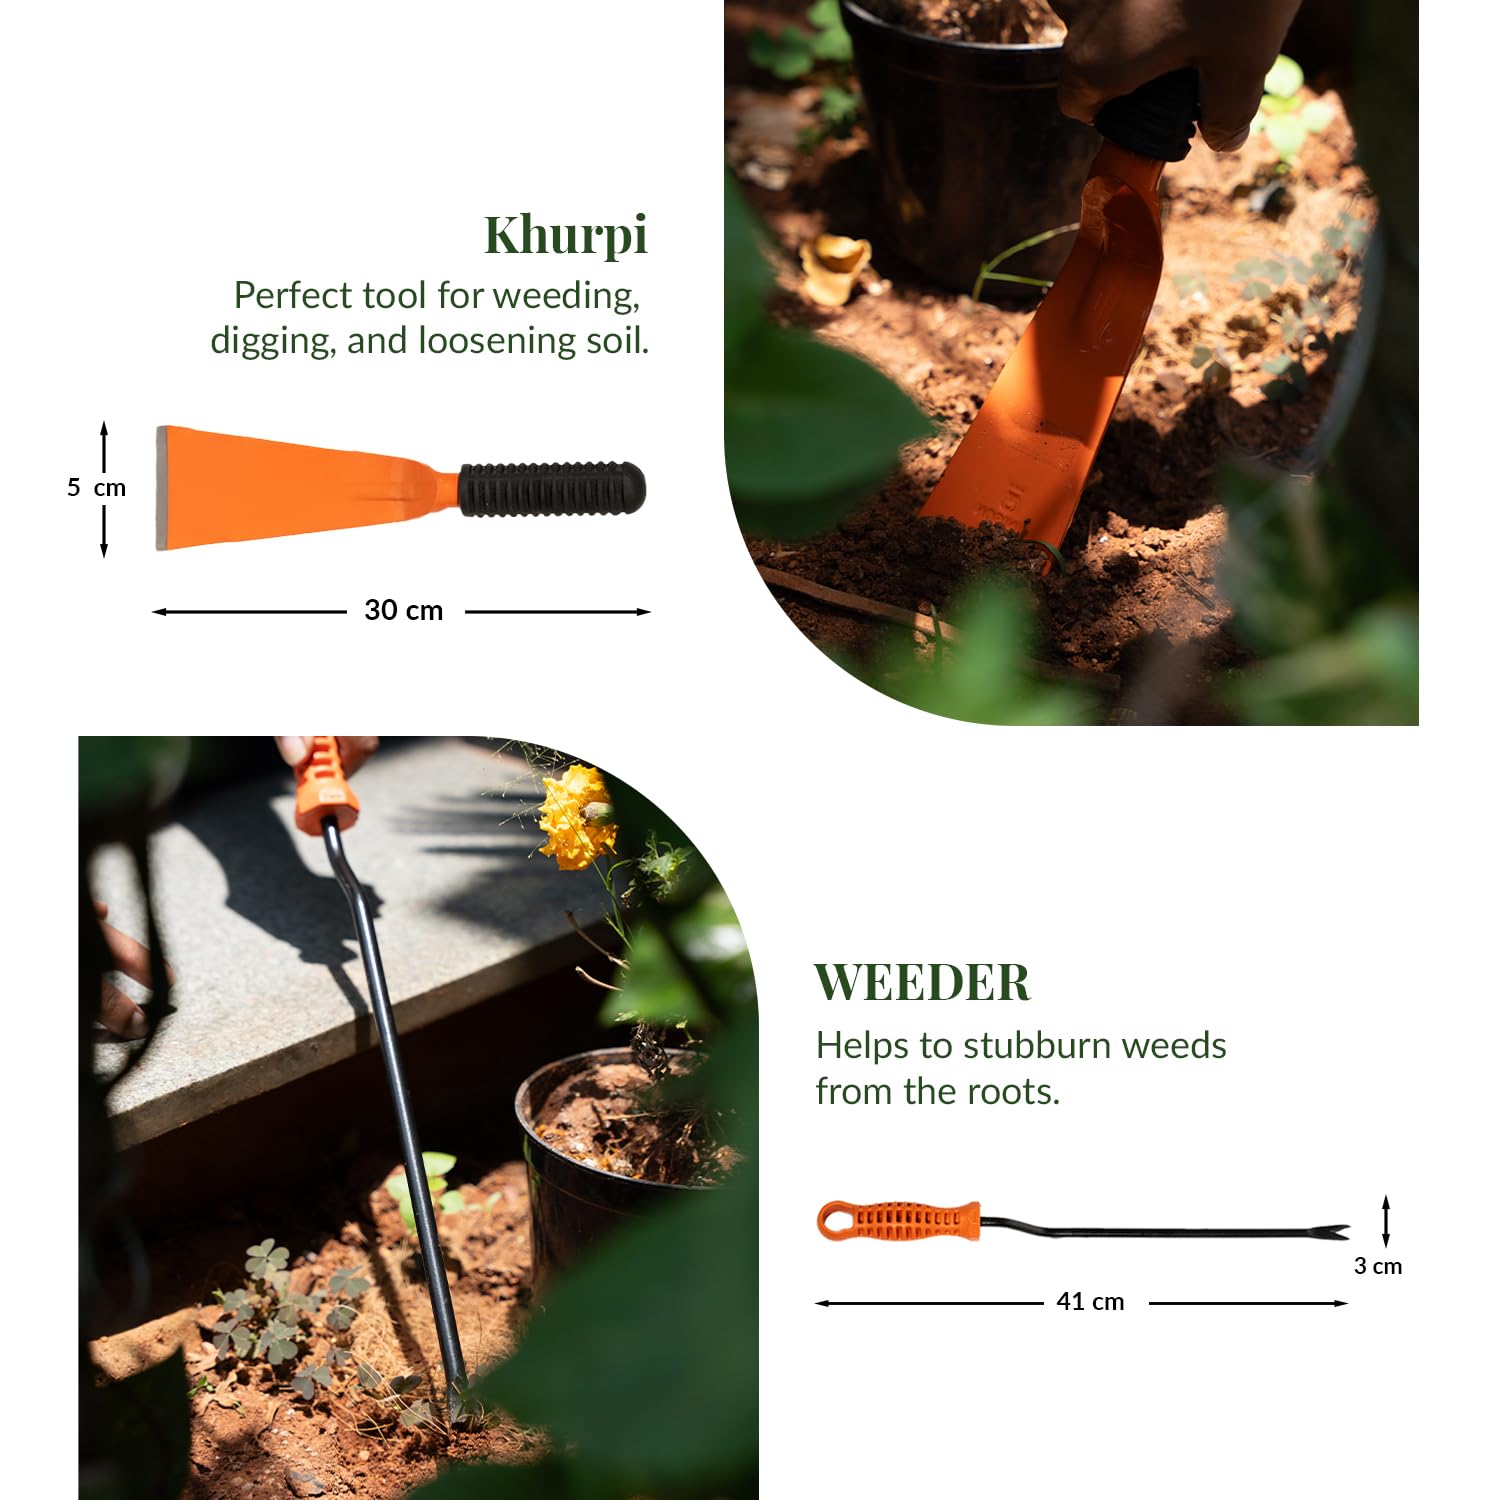 Khurpi
Perfect tool for weeding,
digging, and loosening soil.
5 cm
30 cm
WEEDER
Helps to stubburn weeds
from the roots.
3 cm
41 cm